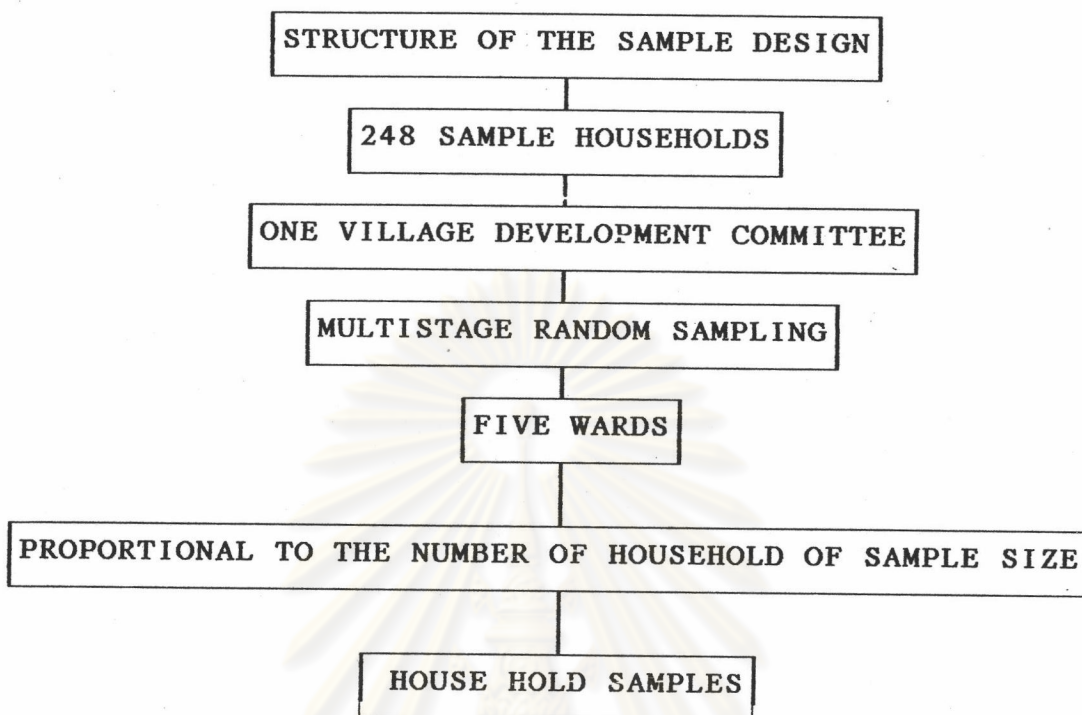 STRUCTURE OF THE SAMPLE DESIGN
248 SAMPLE HOUSEHOLDS
ONE VILLAGE DEVELOPMENT COMMITTEE
MULTISTAGE RANDOM SAMPLING
FIVE WARDS
PROPORTIONAL TO THE NUMBER OF HOUSEHOLD OF SAMPLE SIZE
HOUSE HOLD SAMPLES